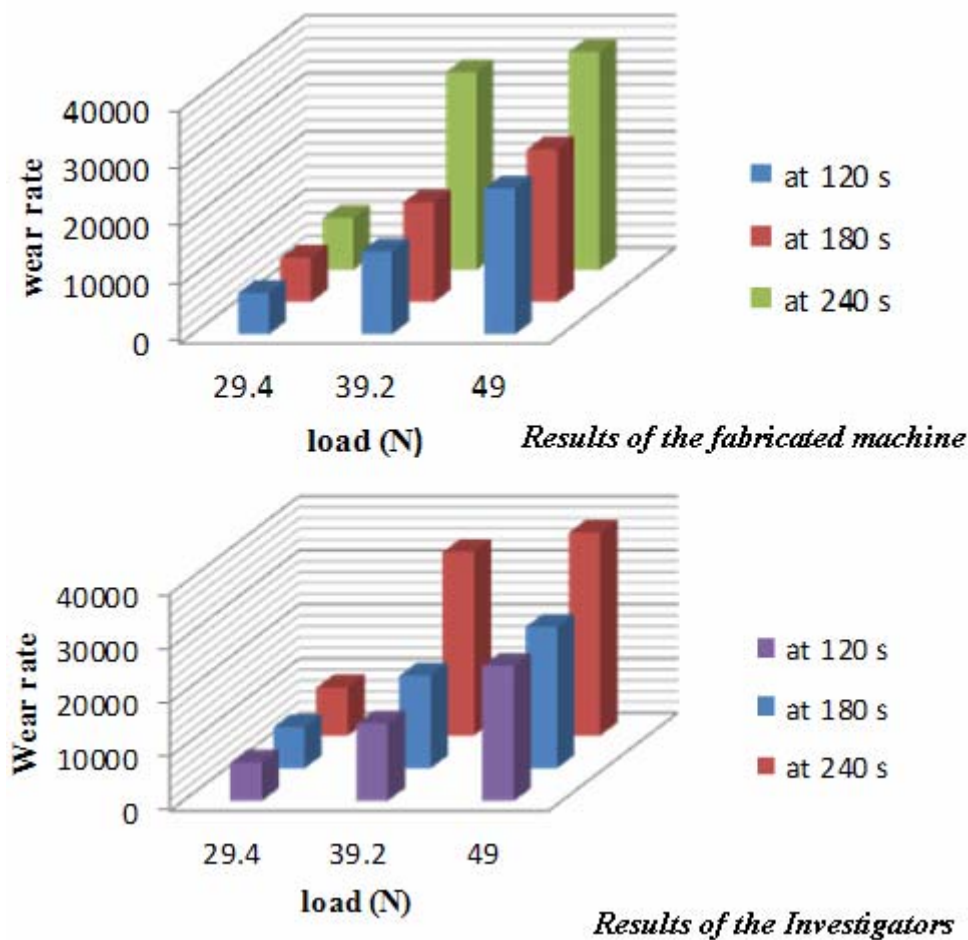 40000
30000
20000
10000
0
wear rate
29.4 39.2 49
load (N)
at 120 s
at 180 s
at 240 s
Results of the fabricated machine
40000
30000
20000
10000
0
Wear rate
29.4 39.2 49
load (N)
at 120 s
at 180 s
at 240 s
Results of the Investigators